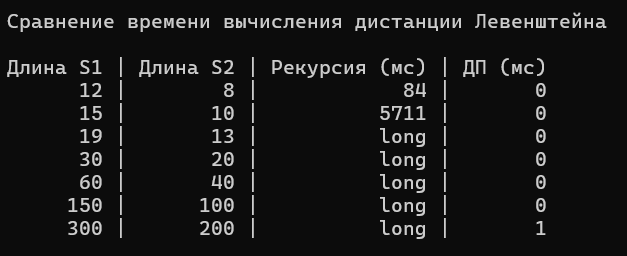 Сравнение времени вычисления дистанции Левенштейна
Длина S1 | Длина S2 | Рекурсия (мс) | ДП (мс)
12 | 8 | 84 | 0
15 | 10 | 5711 | 0
19 | 13 | long | 0
30 | 20 | long | 0
60 | 40 | long | 0
150 | 100 | long | 0
300 | 200 | long | 1